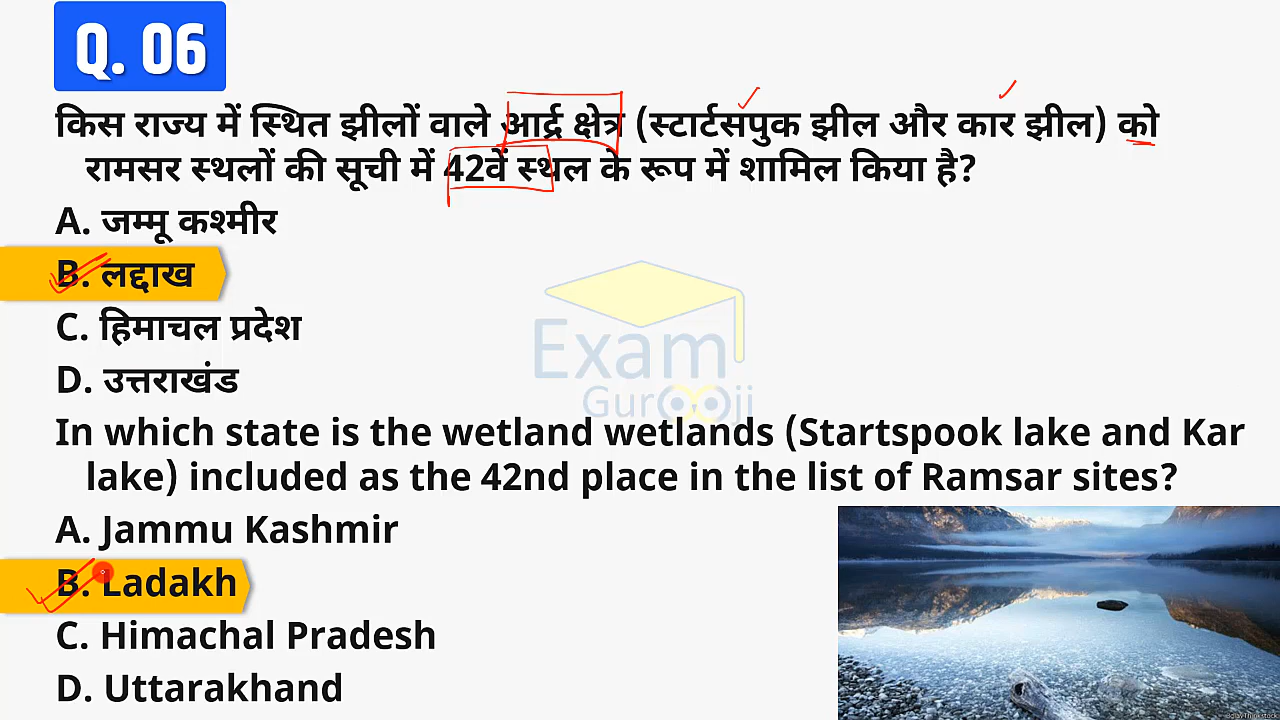 Q. 06
किस राज्य में स्थित झीलों वाले आर्द्र क्षेत्र (स्टार्टसपुक झील और कार झील) को
रामसर स्थलों की सूची में 42वें स्थल के रूप में शामिल किया है?
A. जम्मू कश्मीर
B. लद्दाख
C. हिमाचल प्रदेश
D. उत्तराखंड
Exam
Gurooji
In which state is the wetland wetlands (Startspook lake and Kar
lake) included as the 42nd place in the list of Ramsar sites?
A. Jammu Kashmir
B. Ladakh
C. Himachal Pradesh
D. Uttarakhand